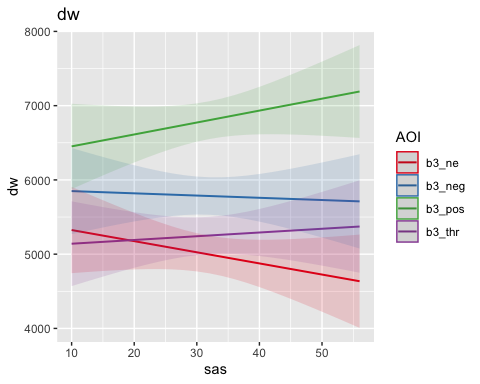 dw
8000
7000
6000
5000
4000
dw
10
20
30
40
50
sas
AOI
b3_ne
b3_neg
b3_pos
b3_thr